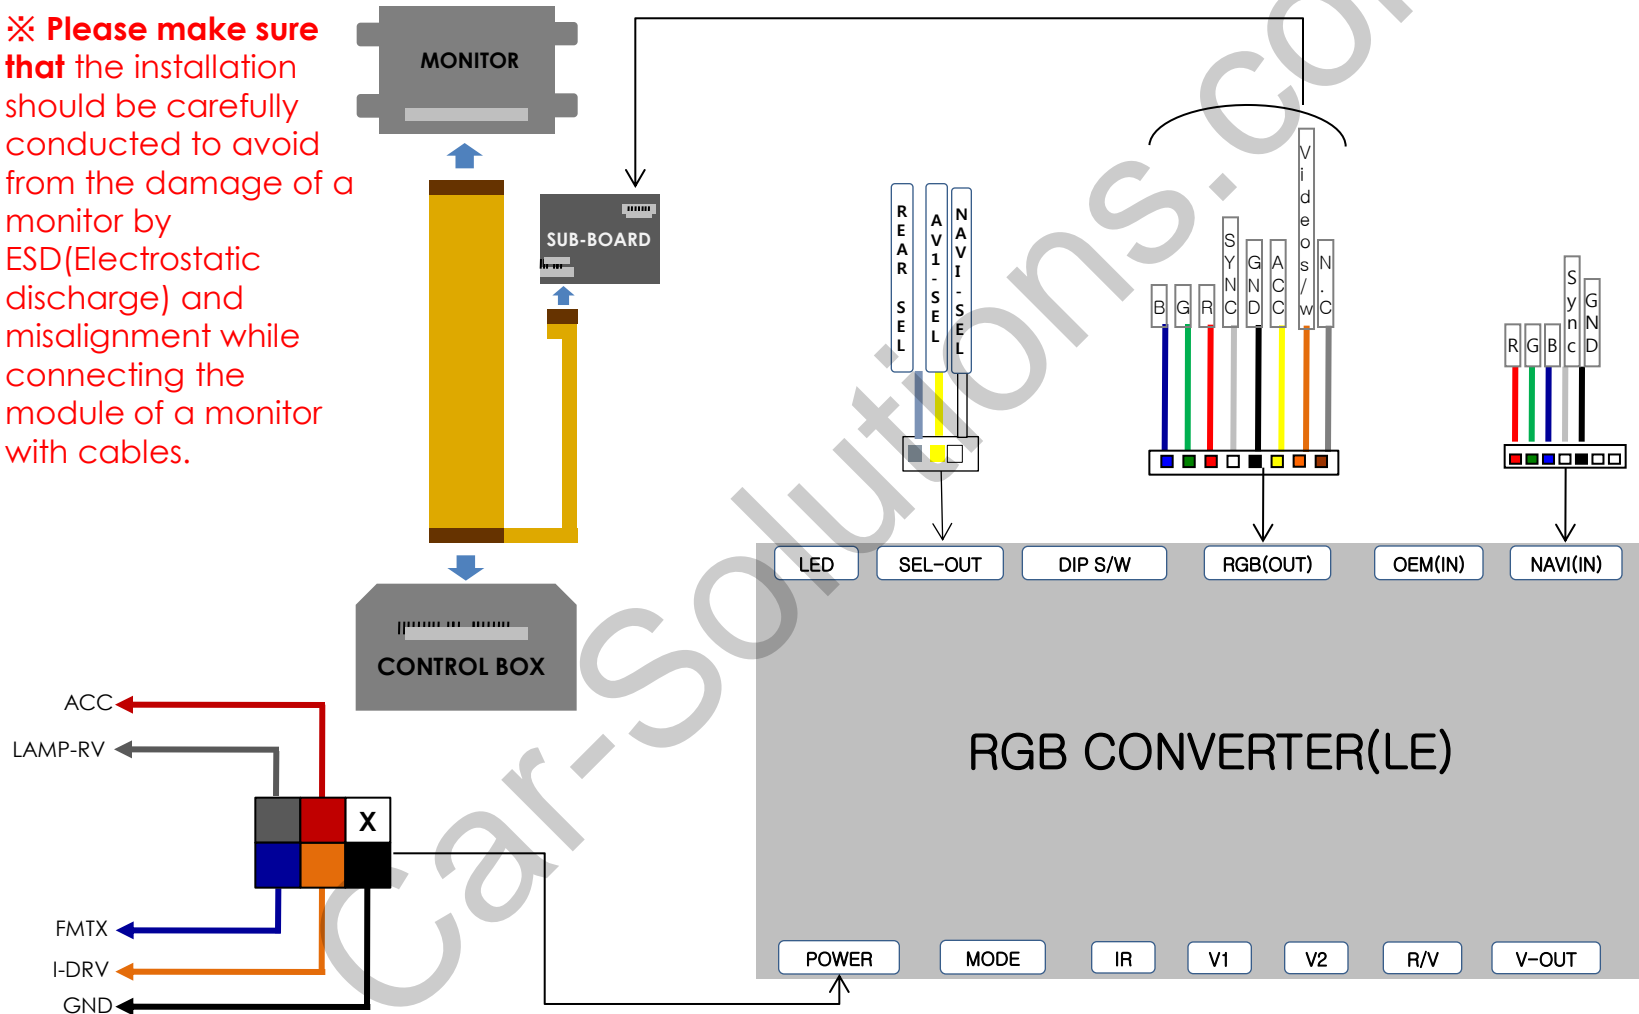 ※ Please make sure
that the installation
should be carefully
conducted to avoid
from the damage of a
monitor by
ESD(Electrostatic
discharge) and
misalignment while
connecting the
module of a monitor
with cables.
MONITOR
SUB-BOARD
CONTROL BOX
REAR SEL
AV1-SEL
NAVI-SEL
B
G
R
SYNC
GND
ACC
Videos/w
N.C
R
G
B
Sync
GND
LED
SEL-OUT
DIP S/W
RGB(OUT)
OEM(IN)
NAVI(IN)
RGB CONVERTER(LE)
ACC
LAMP-RV
X
FMTX
I-DRV
GND
POWER
MODE
IR
V1
V2
R/V
V-OUT
Car-Solutions.com